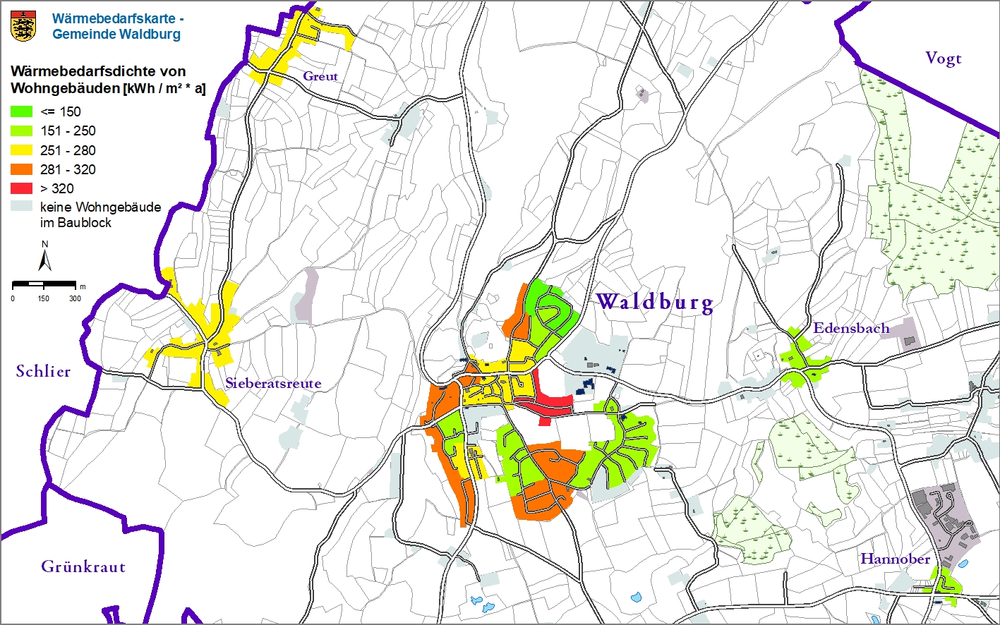 Wärmebedarfskarte -
Gemeinde Waldburg
Wärmebedarfsdichte von
Wohngebäuden [kWh / m² * a]
<= 150
151 - 250
251 - 280
281 - 320
> 320
keine Wohngebäude
im Baublock
N
m
0 150 300
Greut
Vogt
Waldburg
Edensbach
Schlier
Sieberatsreute
Hannober
Grünkraut